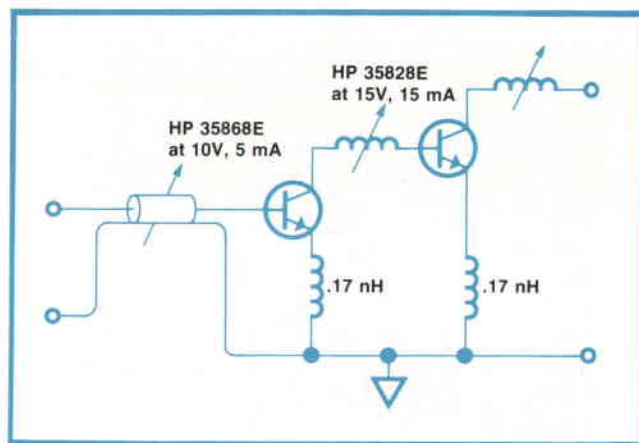 HP 35828E
at 15V, 15 mA
HP 35868E
at 10V, 5 mA
.17 nH
.17 nH